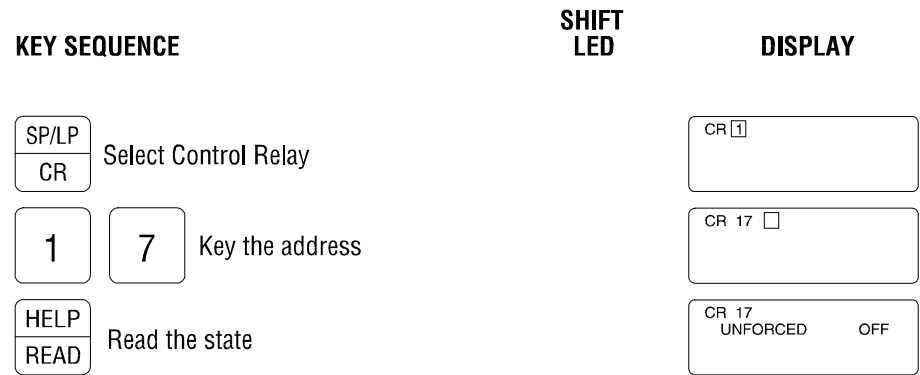 SHIFT
KEY SEQUENCE LED DISPLAY
SP/LP
CR
Select Control Relay
CR 1
1 7 Key the address
CR 17
HELP
READ
Read the state
CR 17
UNFORCED OFF